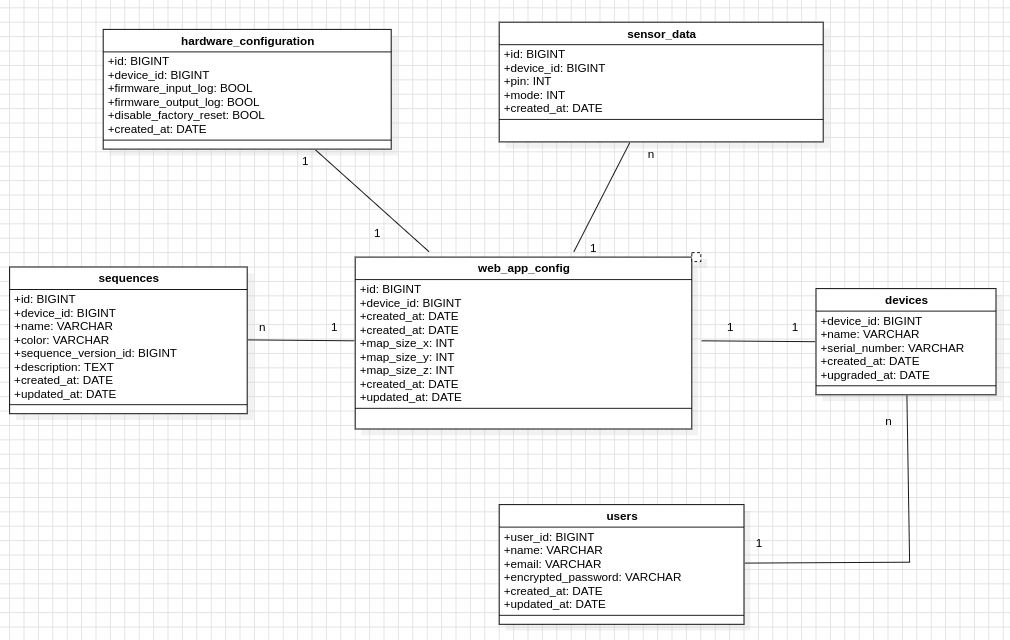 hardware_configuration
+id: BIGINT
+device_id: BIGINT
+firmware_input_log: BOOL
+firmware_output_log: BOOL
+disable_factory_reset: BOOL
+created_at: DATE
sensor_data
+id: BIGINT
+device_id: BIGINT
+pin: INT
+mode: INT
+created_at: DATE
1
1
n
1
sequences
+id: BIGINT
+device_id: BIGINT
+name: VARCHAR
+color: VARCHAR
+sequence_version_id: BIGINT
+description: TEXT
+created_at: DATE
+updated_at: DATE
n
1
web_app_config
+id: BIGINT
+device_id: BIGINT
+created_at: DATE
+created_at: DATE
+map_size_x: INT
+map_size_y: INT
+map_size_z: INT
+created_at: DATE
+updated_at: DATE
1
1
devices
+device_id: BIGINT
+name: VARCHAR
+serial_number: VARCHAR
+created_at: DATE
+upgraded_at: DATE
n
1
users
+user_id: BIGINT
+name: VARCHAR
+email: VARCHAR
+encrypted_password: VARCHAR
+created_at: DATE
+updated_at: DATE